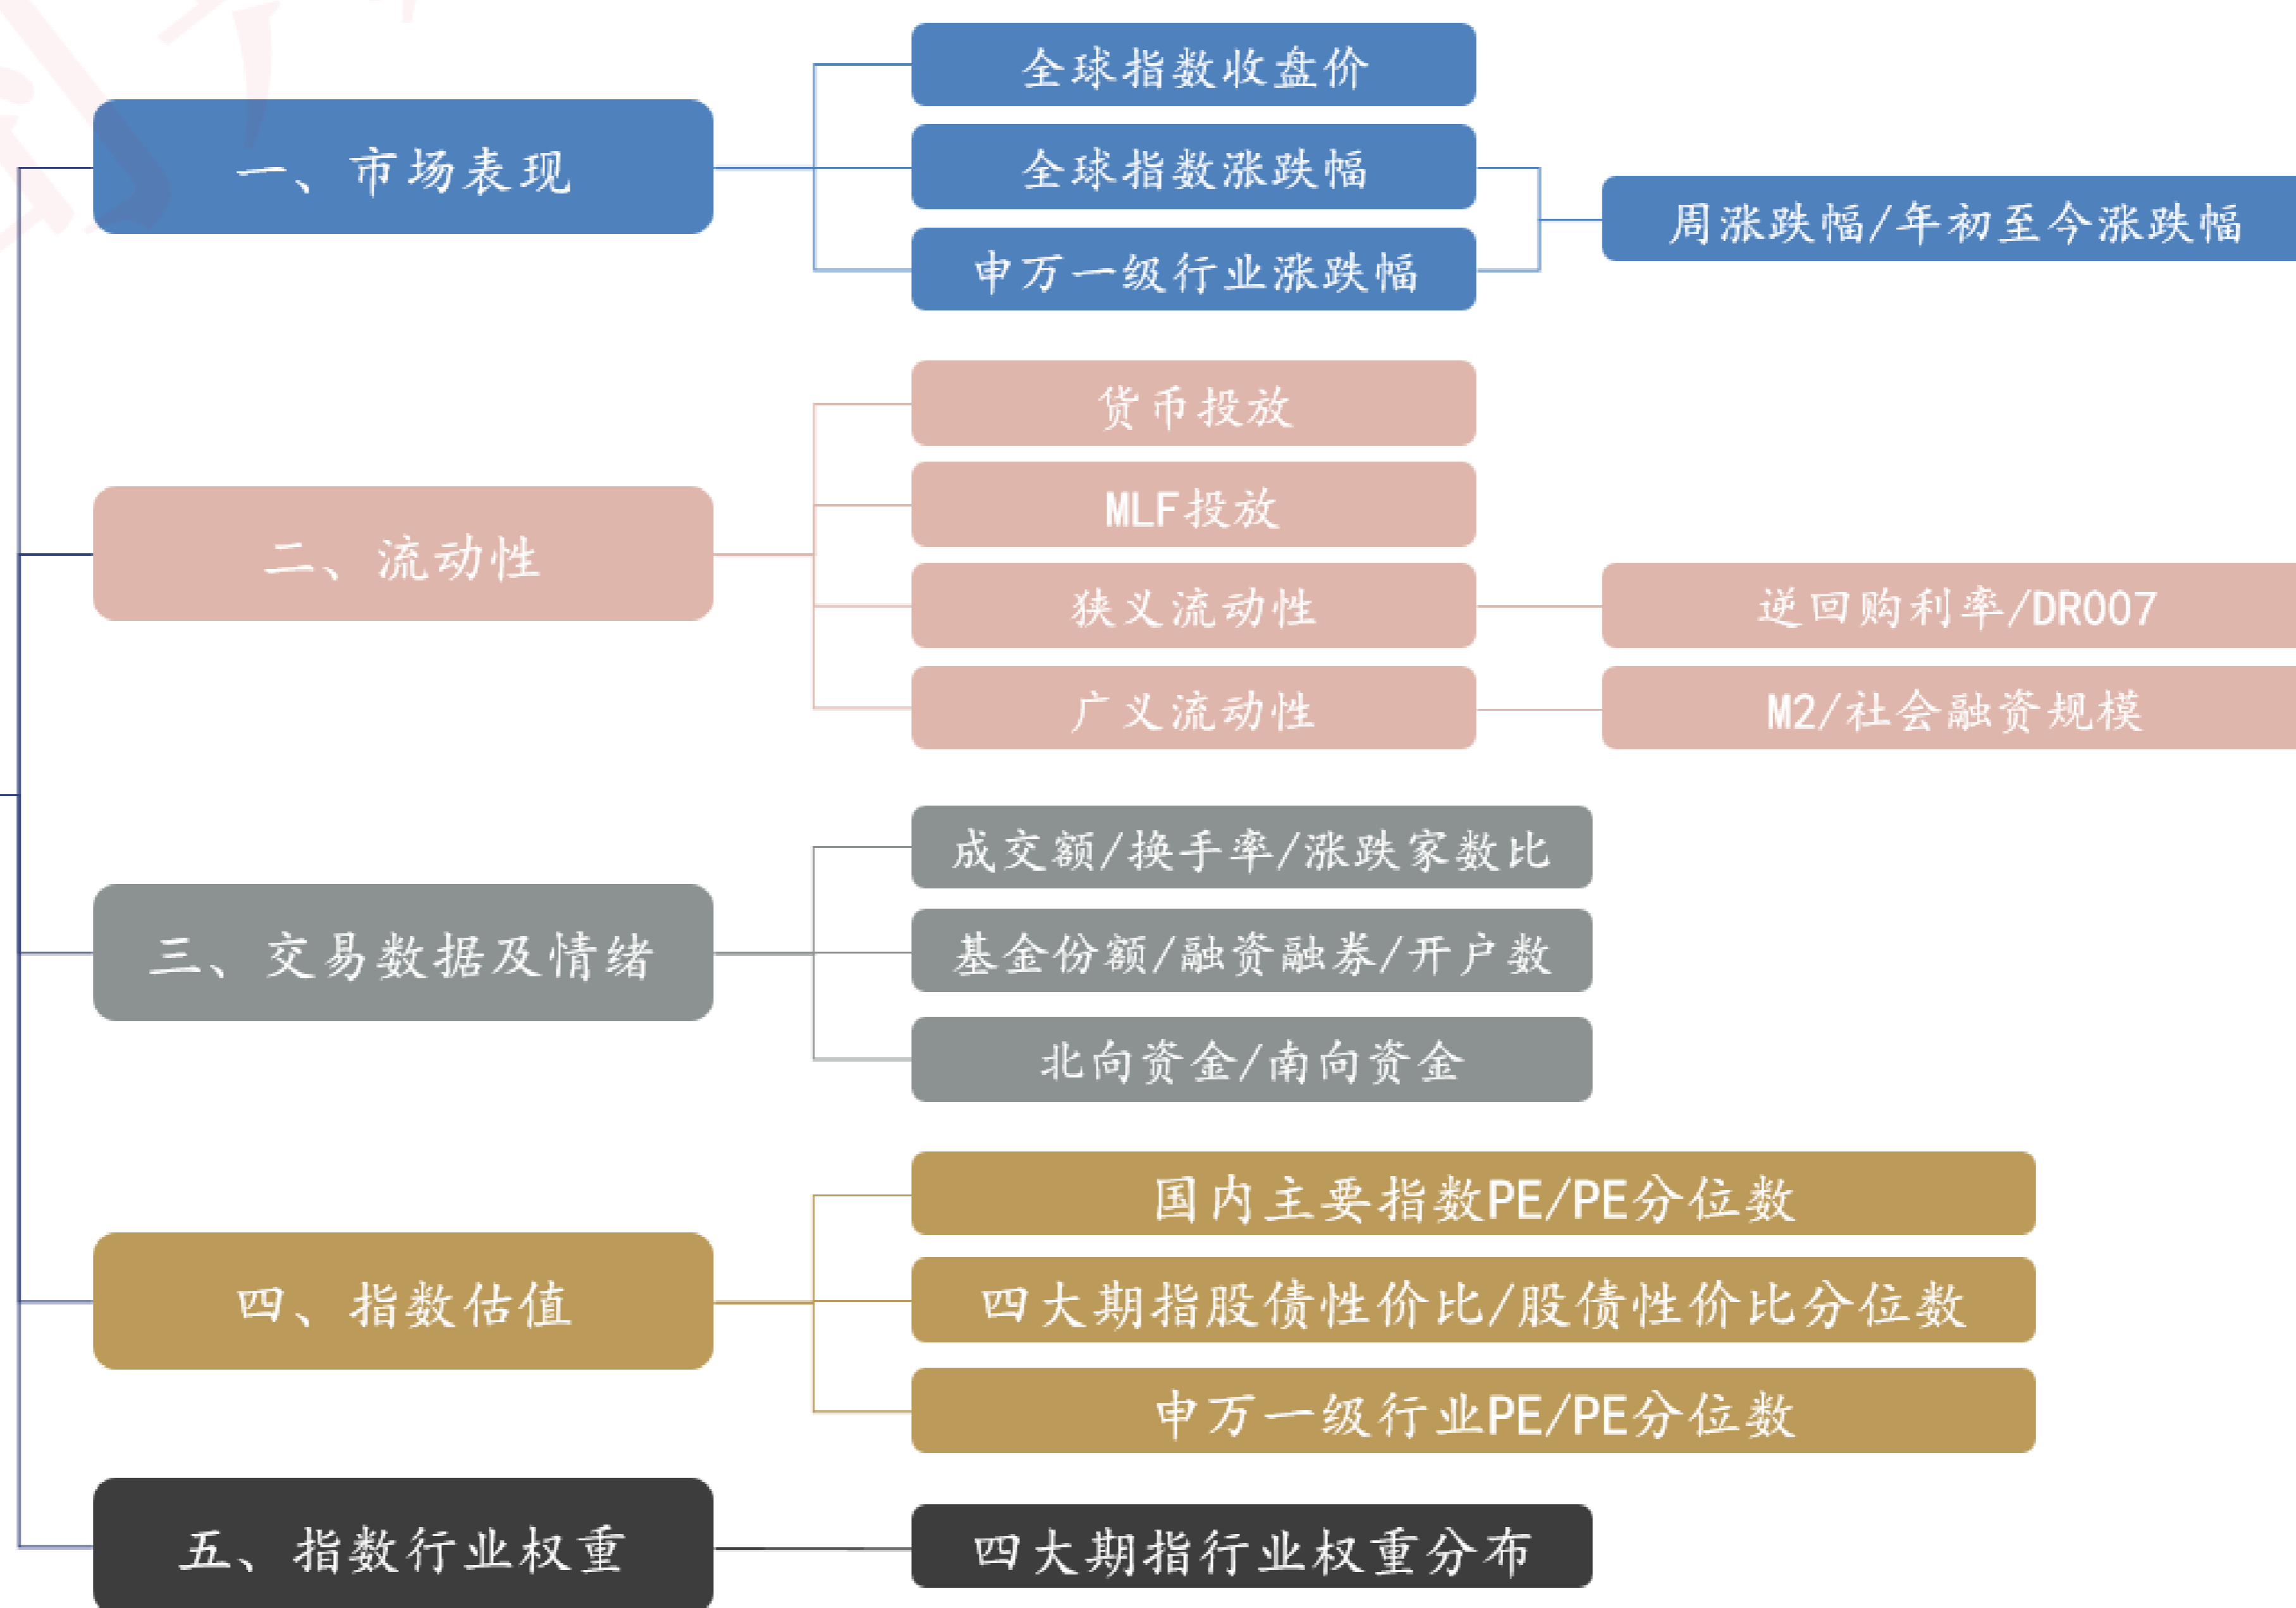 一、市场表现
全球指数收盘价
全球指数涨跌幅
申万一级行业涨跌幅
周涨跌幅/年初至今涨跌幅
二、流动性
货币投放
MLF投放
狭义流动性
逆回购利率/DR007
广义流动性
M2/社会融资规模
三、交易数据及情绪
成交额/换手率/涨跌家数比
基金份额/融资融券/开户数
北向资金/南向资金
四、指数估值
国内主要指数PE/PE分位数
四大期指股债性价比/股债性价比分位数
申万一级行业PE/PE分位数
五、指数行业权重
四大期指行业权重分布